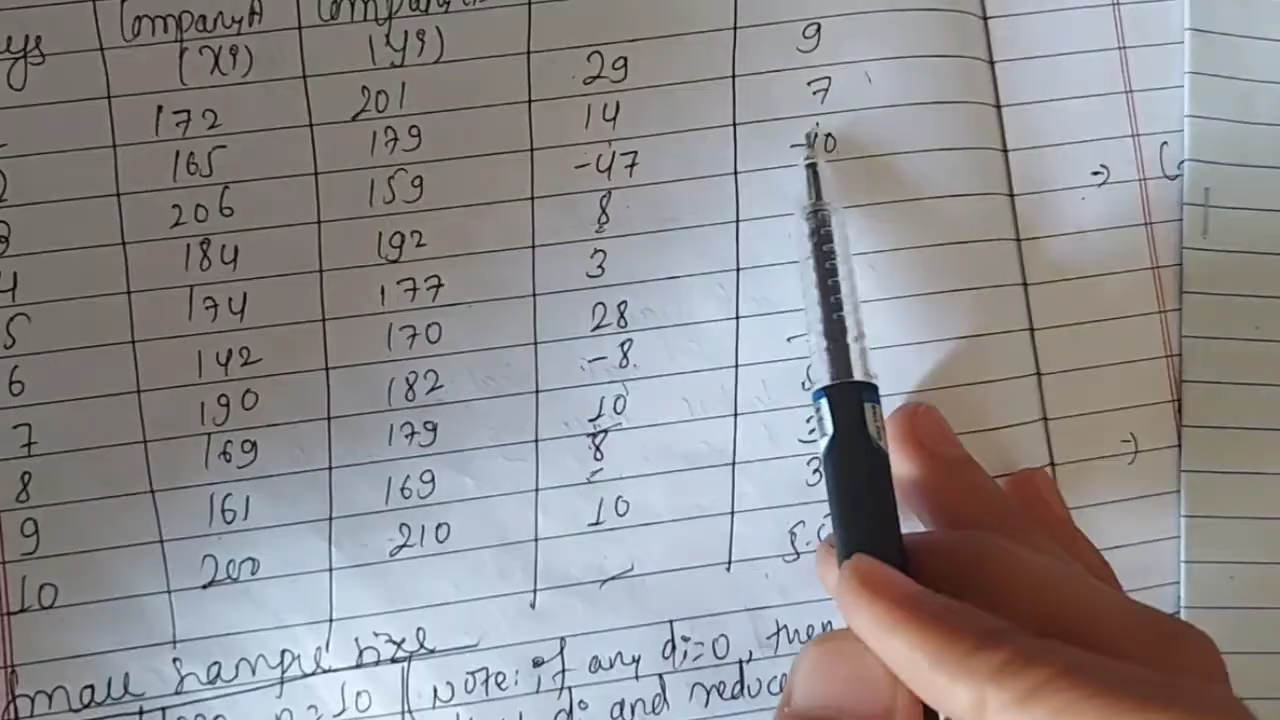 Company A
(xi) (yi)
172 201 29 9
165 179 14 7
206 159 -47 -10
184 192 8
174 177 3
142 170 28
190 182 -8
169 179 10
161 169 8 3
200 210 10
2
3
4
5
6
7
8
9
10
Small sample size
n=10 Note: if any di=0, then
di and reduce